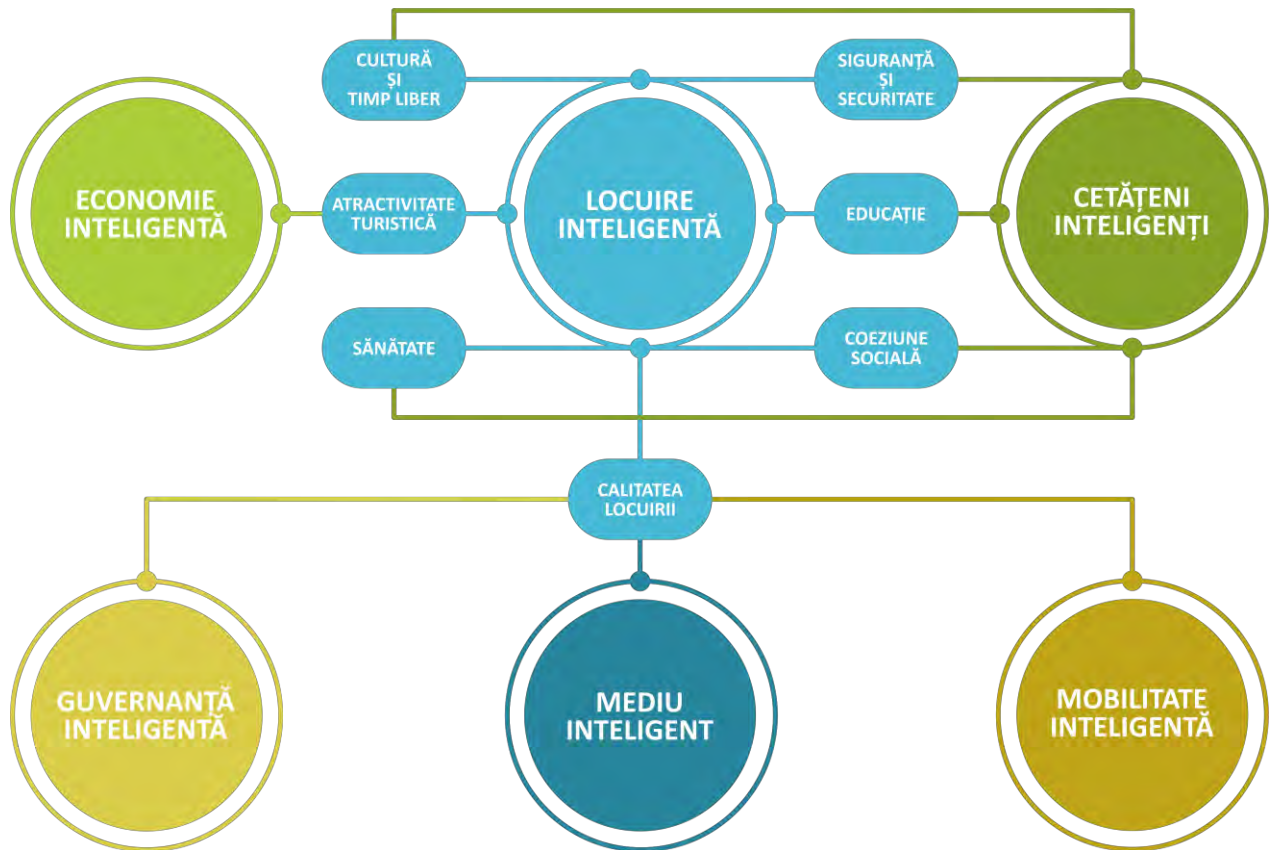 CULTURĂ
ȘI
TIMP LIBER
SIGURANȚĂ
ȘI
SECURITATE
ECONOMIE
INTELIGENTĂ
ATRACTIVITATE
TURISTICĂ
LOCUIRE
INTELIGENTĂ
EDUCAȚIE
CETĂȚENI
INTELIGENȚI
SĂNĂTATE
COEZIUNE
SOCIALĂ
CALITATEA
LOCUIRII
GUVERNANȚĂ
INTELIGENTĂ
MEDIU
INTELIGENT
MOBILITATE
INTELIGENTĂ